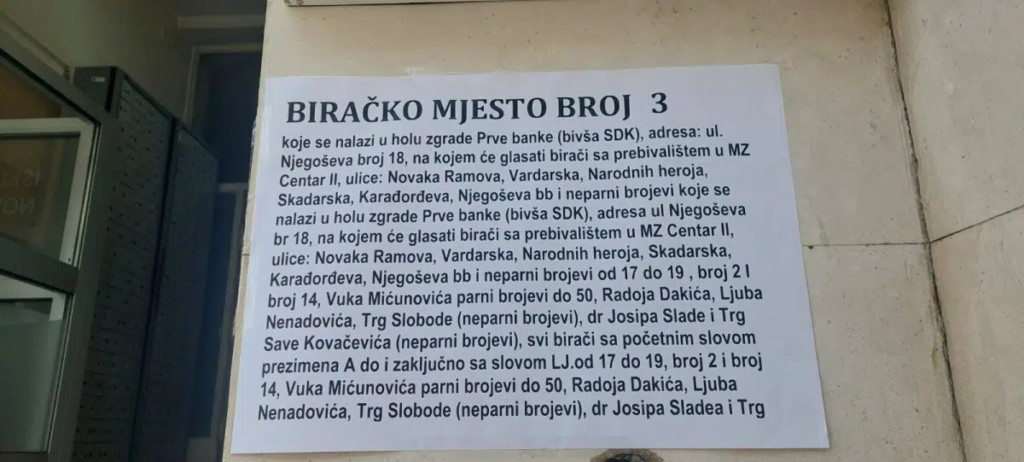 BIRAČKO MJESTO BROJ 3
koje se nalazi u holu zgrade Prve banke (bivša SDK), adresa: ul.
Njegoševa broj 18, na kojem će glasati birači sa prebivalištem u MZ
Centar II, ulice: Novaka Ramova, Vardarska, Narodnih heroja,
Skadarska, Karađorđeva, Njegoševa bb i neparni brojevi koje se
nalazi u holu zgrade Prve banke (bivša SDK), adresa ul Njegoševa
br 18, na kojem će glasati birači sa prebivalištem u MZ Centar II,
ulice: Novaka Ramova, Vardarska, Narodnih heroja, Skadarska,
Karađorđeva, Njegoševa bb i neparni brojevi od 17 do 19 , broj 2 I
broj 14, Vuka Mićunovića parni brojevi do 50, Radoja Dakića, Ljuba
Nenadovića, Trg Slobode (neparni brojevi), dr Josipa Slade i Trg
Save Kovačevića (neparni brojevi), svi birači sa početnim slovom
prezimena A do i zaključno sa slovom LJ.od 17 do 19, broj 2 i broj
14, Vuka Mićunovića parni brojevi do 50, Radoja Dakića, Ljuba
Nenadovića, Trg Slobode (neparni brojevi), dr Josipa Sladea i Trg